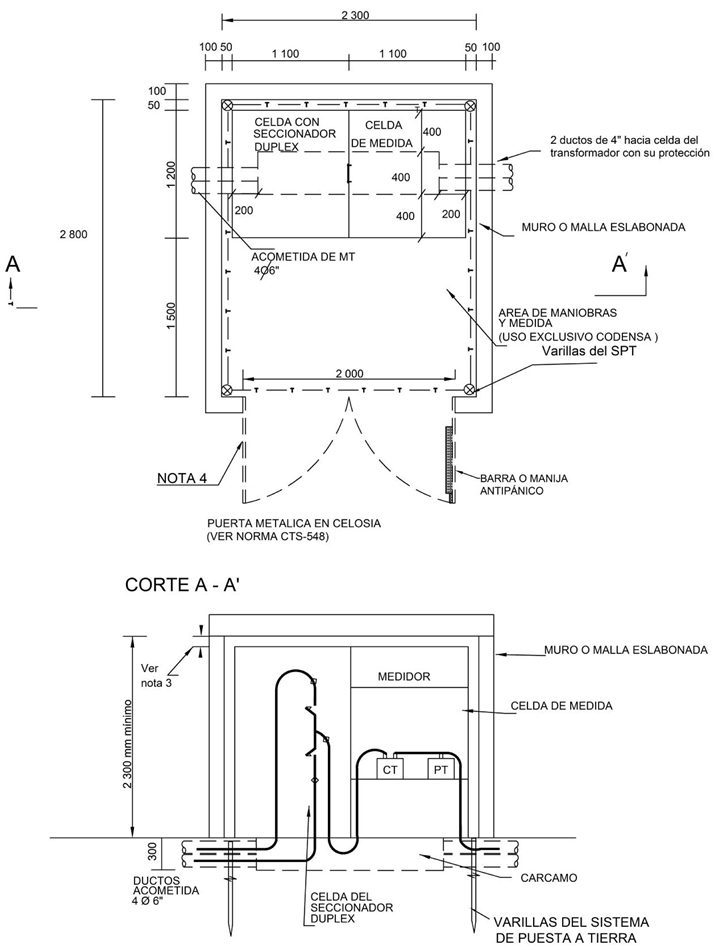 2 300
100 50 1 100 1 100 50 100
100
50
CELDA CON
SECCIONADOR
DUPLEX
CELDA
DE MEDIDA
400
2 ductos de 4" hacia celda del
transformador con su protección
1 200
400
200
400
200
2 800
MURO O MALLA ESLABONADA
ACOMETIDA DE MT
4Ø6"
A
A'
1 500
AREA DE MANIOBRAS
Y MEDIDA
(USO EXCLUSIVO CODENSA )
Varillas del SPT
2 000
NOTA 4
BARRA O MANIJA
ANTIPÁNICO
PUERTA METALICA EN CELOSIA
(VER NORMA CTS-548)
CORTE A - A'
MURO O MALLA ESLABONADA
Ver
nota 3
MEDIDOR
CELDA DE MEDIDA
2 300 mm mínimo
CT
PT
300
DUCTOS
ACOMETIDA
4 Ø 6"
CARCAMO
CELDA DEL
SECCIONADOR
DUPLEX
VARILLAS DEL SISTEMA
DE PUESTA A TIERRA